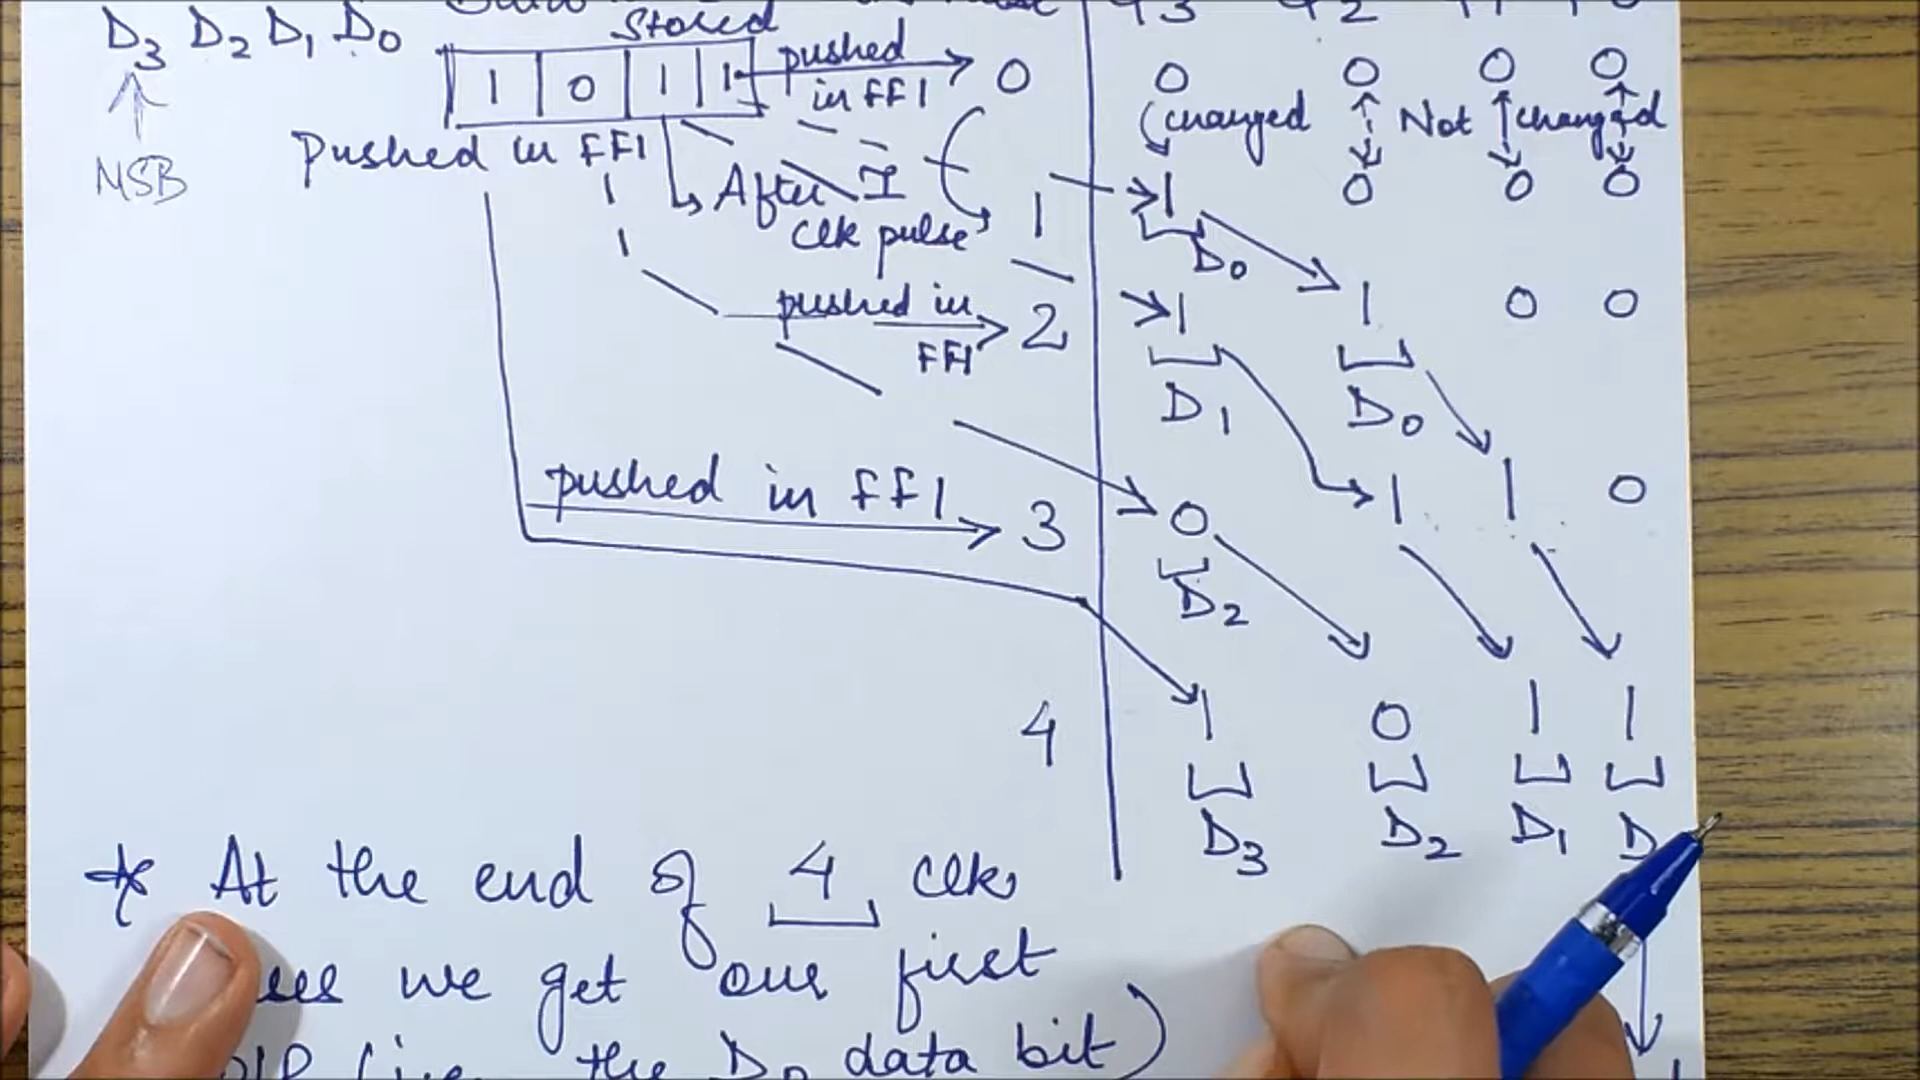 D3 D2 D1 D0
Stored
1 0 1 1 pushed in FF1 0 0 0 0 0
MSB
Pushed in FF1
After I
clk pulse
changed Not changed
1 1 0 0 0
D0
pushed in
FF1
2 1 1 0 0
D1 D0
pushed in FF1 3 0 1 1 0
D2
4 1 0 1 1
D3 D2 D1 D
* At the end of 4 clk
we get our first
O/P (i.e. the D0 data bit)